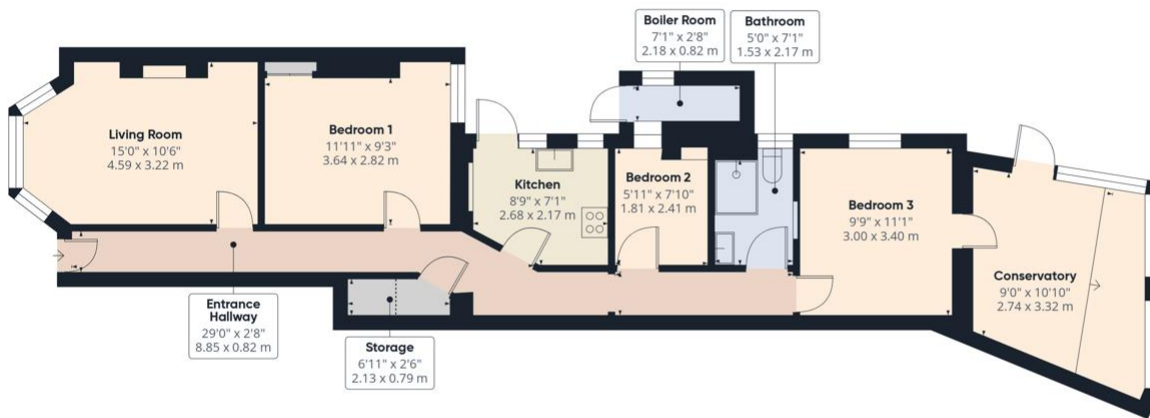 Boiler Room
7'1" x 2'8"
2.18 x 0.82 m
Bathroom
5'0" x 7'1"
1.53 x 2.17 m
Living Room
15'0" x 10'6"
4.59 x 3.22 m
Bedroom 1
11'11" x 9'3"
3.64 x 2.82 m
Kitchen
8'9" x 7'1"
2.68 x 2.17 m
Bedroom 2
5'11" x 7'10"
1.81 x 2.41 m
Bedroom 3
9'9" x 11'1"
3.00 x 3.40 m
Conservatory
9'0" x 10'10"
2.74 x 3.32 m
Entrance
Hallway
29'0" x 2'8"
8.85 x 0.82 m
Storage
6'11" x 2'6"
2.13 x 0.79 m